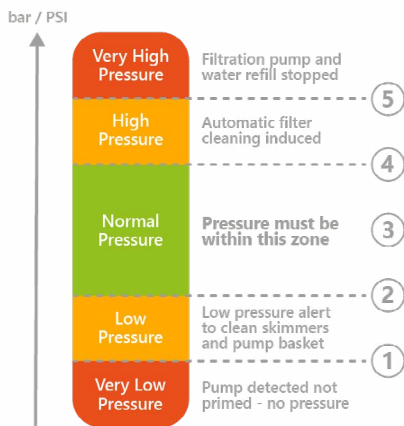 bar / PSI
Very High
Pressure
Filtration pump and
water refill stopped
5
High
Pressure
Automatic filter
cleaning induced
4
Normal
Pressure
Pressure must be
within this zone
3
2
Low
Pressure
Low pressure alert
to clean skimmers
and pump basket
1
Very Low
Pressure
Pump detected not
primed - no pressure